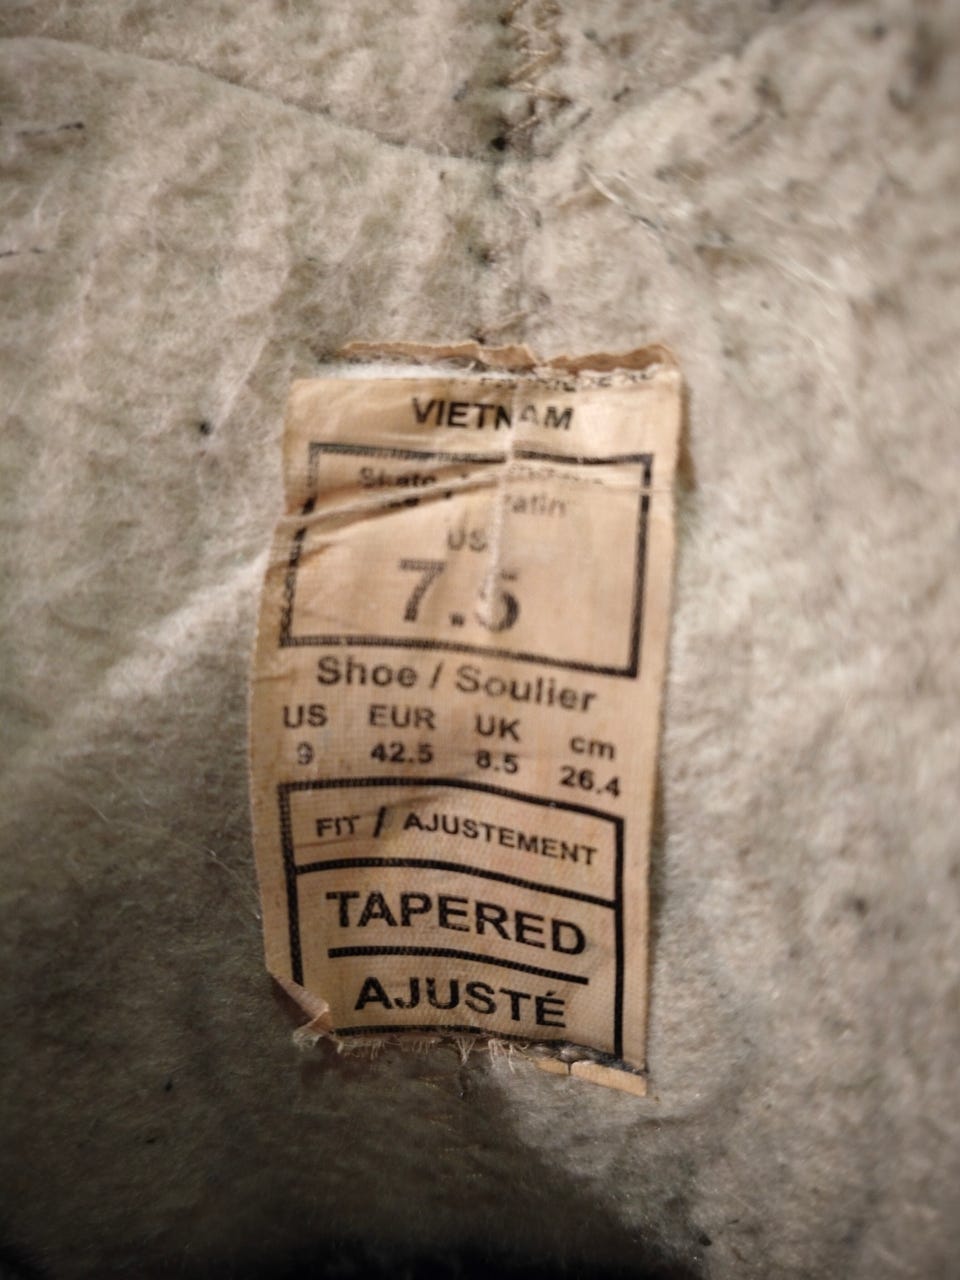 VIETNAM
Skate /
US
7.5
Shoe / Soulier
US EUR UK cm
9 42.5 8.5 26.4
FIT / AJUSTEMENT
TAPERED
AJUSTÉ